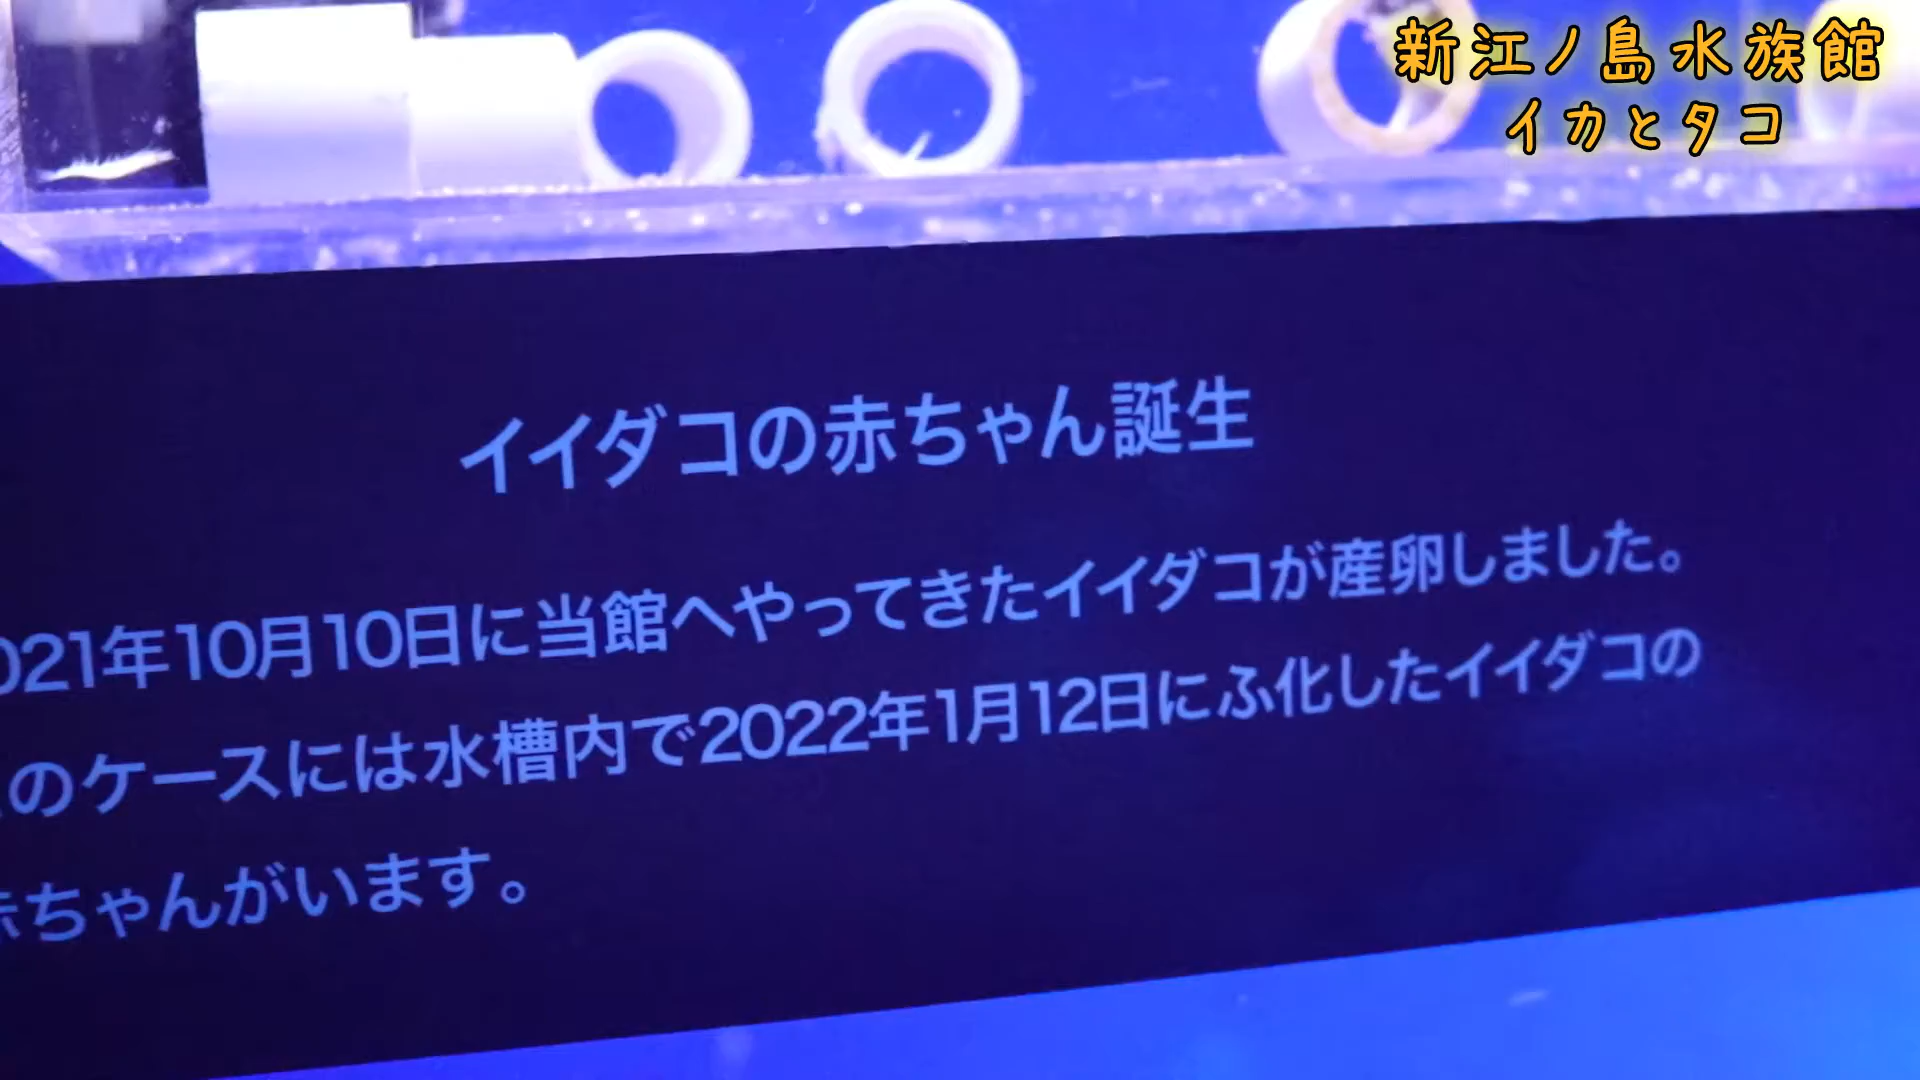 新江ノ島水族館
イカとタコ
イイダコの赤ちゃん誕生
021年10月10日に当館へやってきたイイダコが産卵しました。
のケースには水槽内で2022年1月12日にふ化したイイダコの
赤ちゃんがいます。